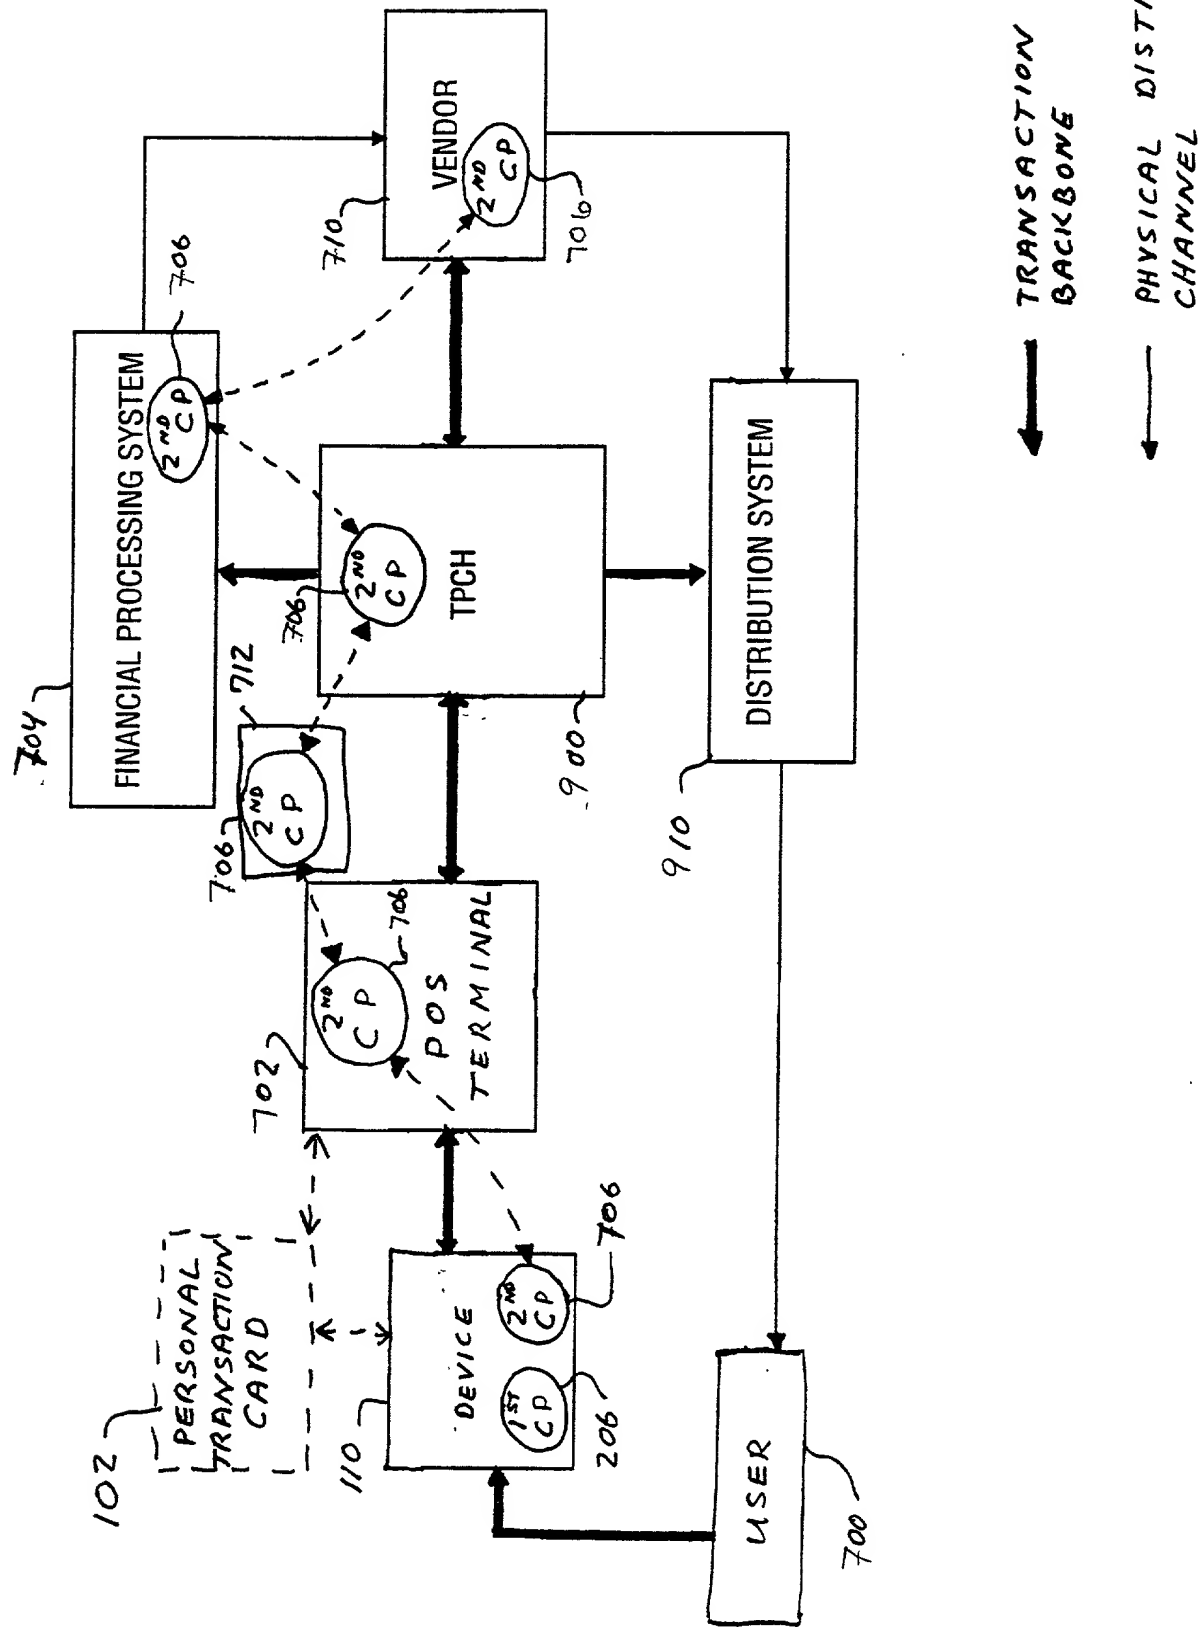 704
FINANCIAL PROCESSING SYSTEM
2ND
CP
706
102
PERSONAL
TRANSACTION
CARD
702
706
2ND
CP
712
706
2ND
CP
710
VENDOR
2ND
CP
706
110
DEVICE
1ST
CP
206
2ND
CP
706
2ND
CP
706
POS
TERMINAL
TPCH
900
USER
700
910
DISTRIBUTION SYSTEM
TRANSACTION
BACKBONE
PHYSICAL
CHANNEL